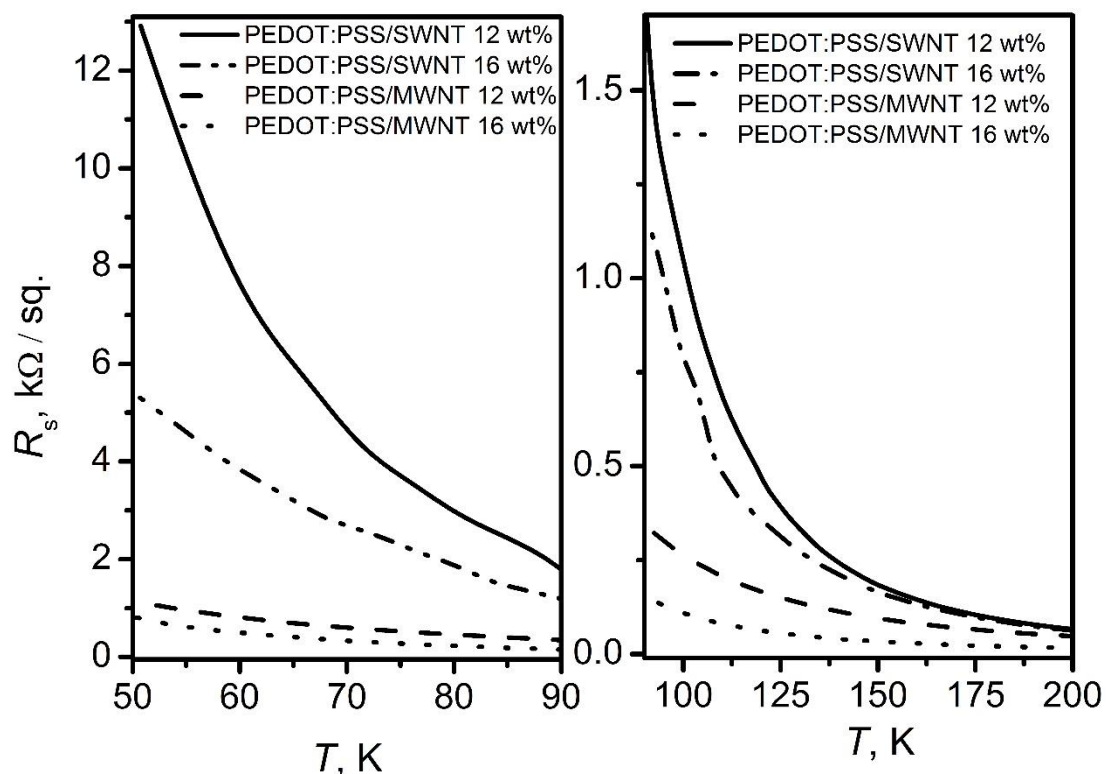 PEDOT:PSS/SWNT 12 wt%
PEDOT:PSS/SWNT 16 wt%
PEDOT:PSS/MWNT 12 wt%
PEDOT:PSS/MWNT 16 wt%
12
10
8
6
4
2
0
Rs, kΩ / sq.
50 60 70 80 90
T, K
PEDOT:PSS/SWNT 12 wt%
PEDOT:PSS/SWNT 16 wt%
PEDOT:PSS/MWNT 12 wt%
PEDOT:PSS/MWNT 16 wt%
1.5
1.0
0.5
0.0
100 125 150 175 200
T, K